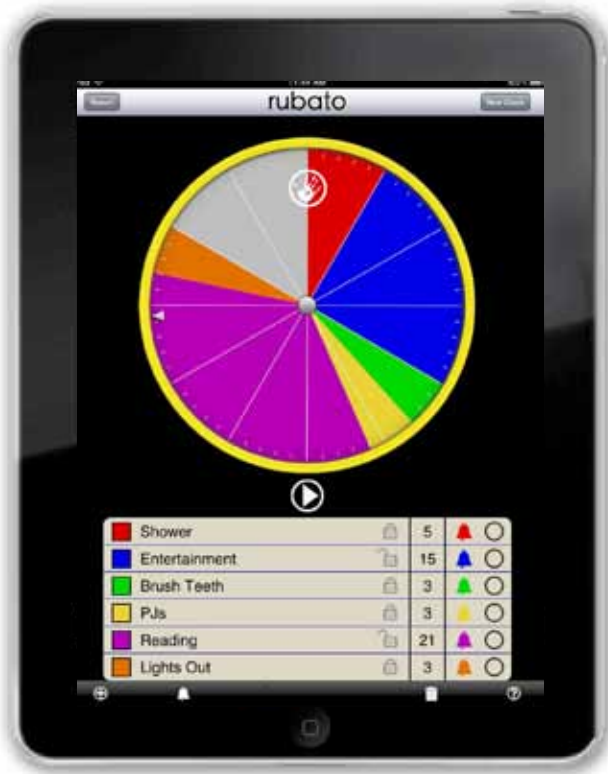 rubato
Shower 5
Entertainment 15
Brush Teeth 3
PJs 3
Reading 21
Lights Out 3